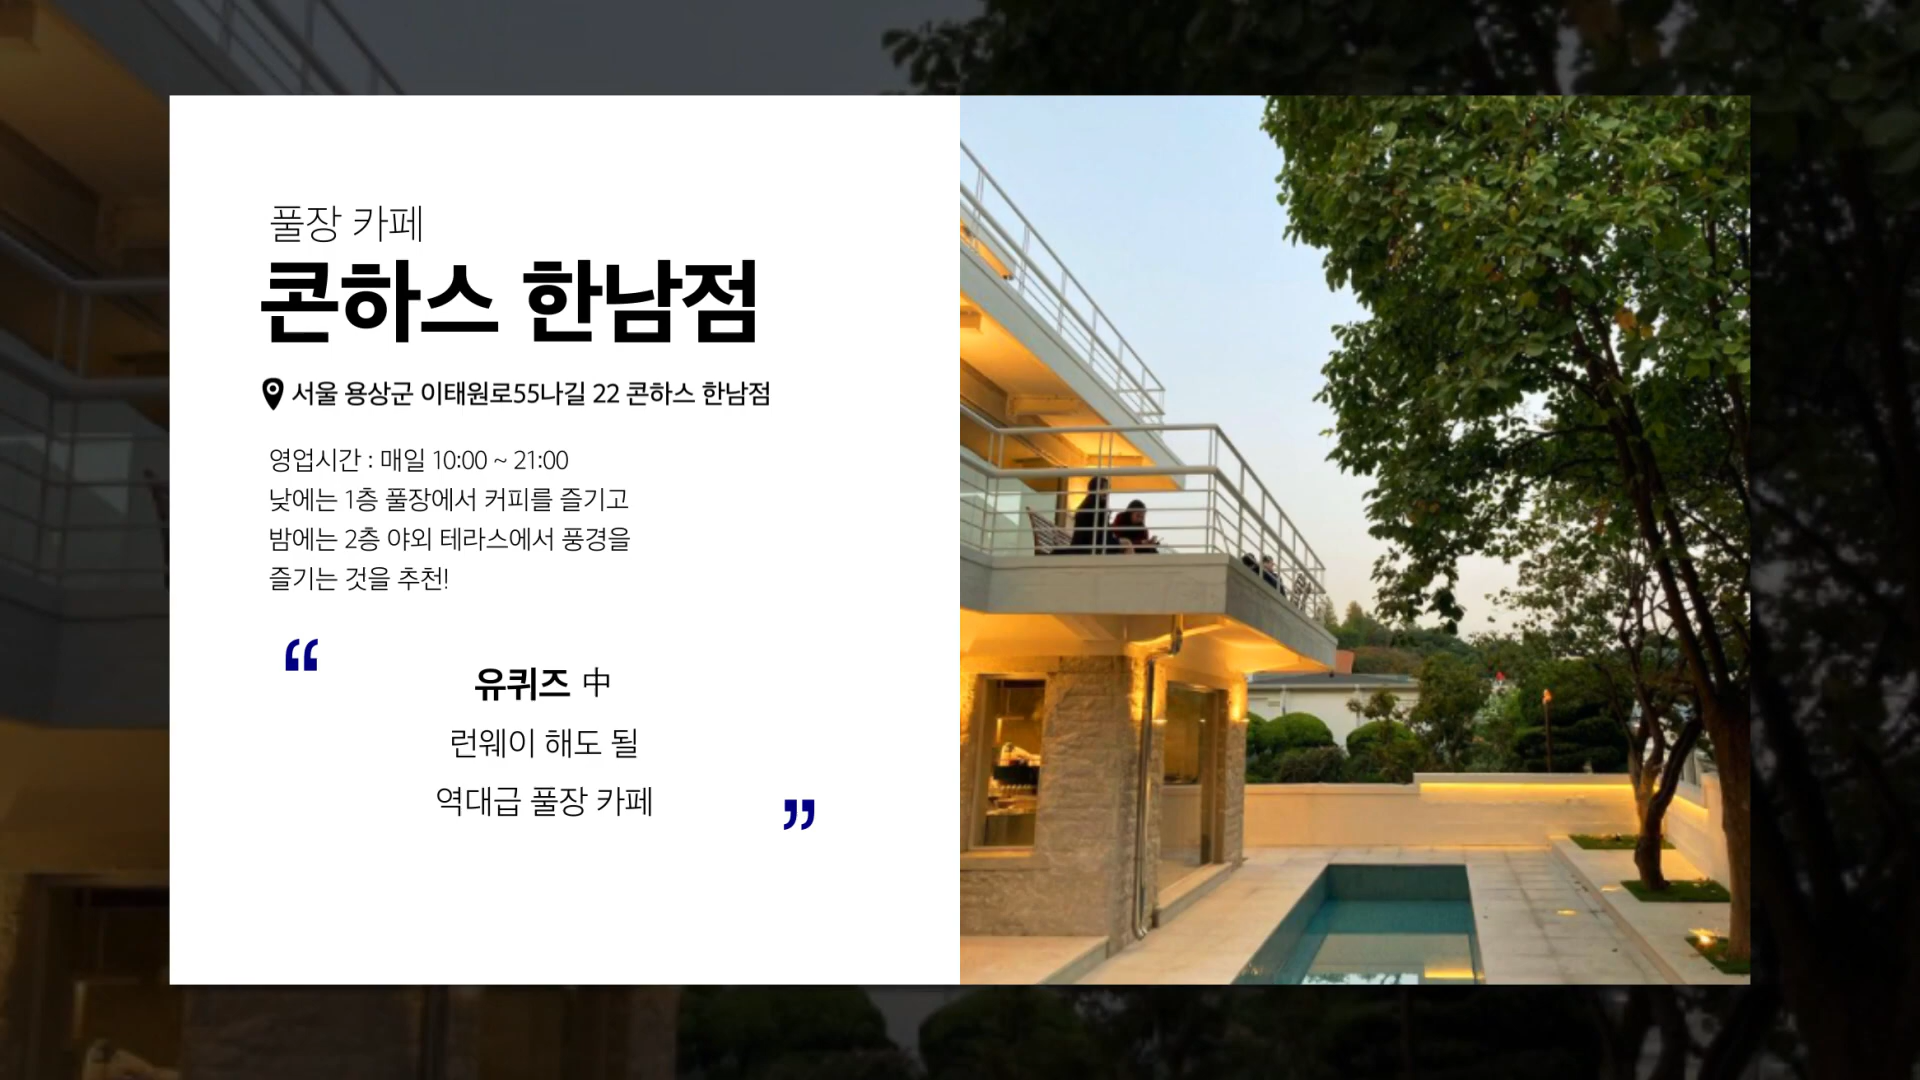 풀장 카페
콘하스 한남점
서울 용상군 이태원로55나길 22 콘하스 한남점
영업시간 : 매일 10:00 ~ 21:00
낮에는 1층 풀장에서 커피를 즐기고
밤에는 2층 야외 테라스에서 풍경을
즐기는 것을 추천!
“
유퀴즈 中
런웨이 해도 될
역대급 풀장 카페
”